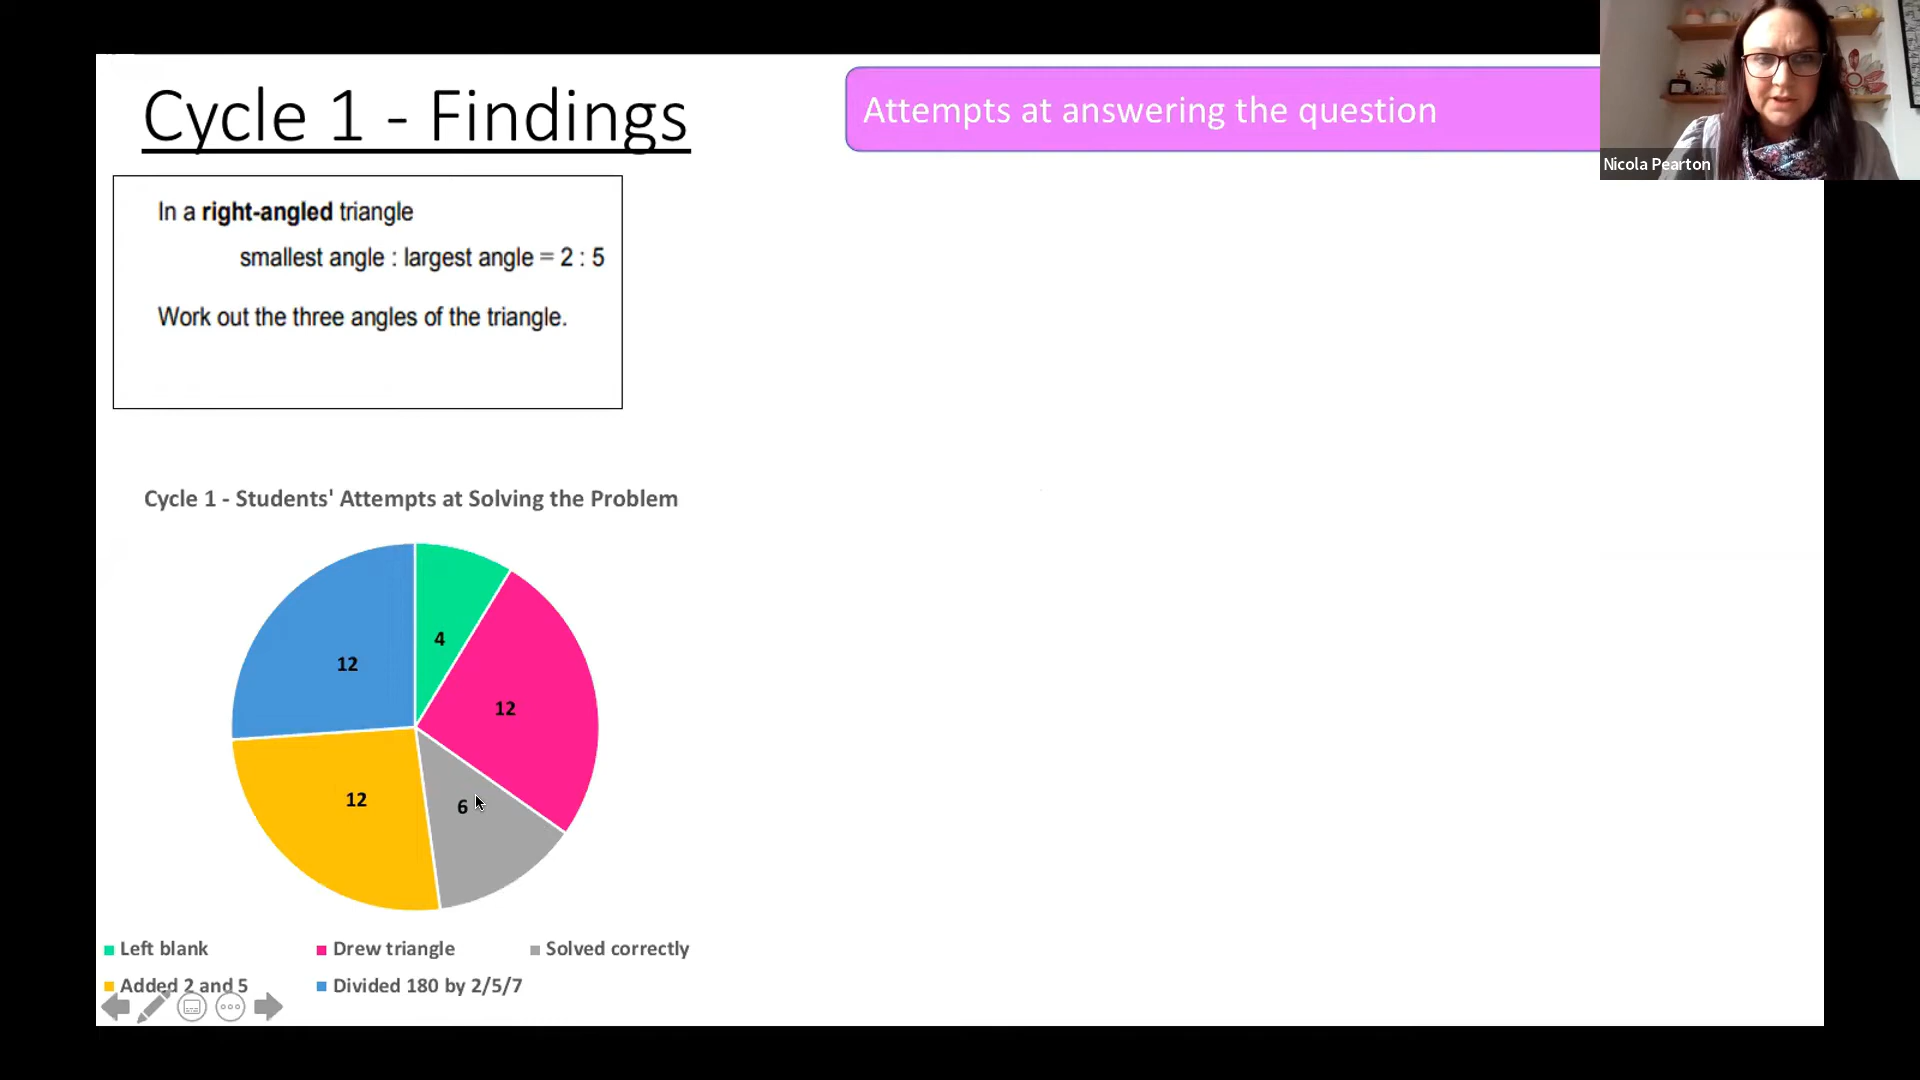 Cycle 1 - Findings
Attempts at answering the question
Nicola Pearton
In a right-angled triangle
smallest angle : largest angle = 2 : 5
Work out the three angles of the triangle.
Cycle 1 - Students' Attempts at Solving the Problem
4
12
12
6
12
Left blank
Drew triangle
Solved correctly
Added 2 and 5
Divided 180 by 2/5/7